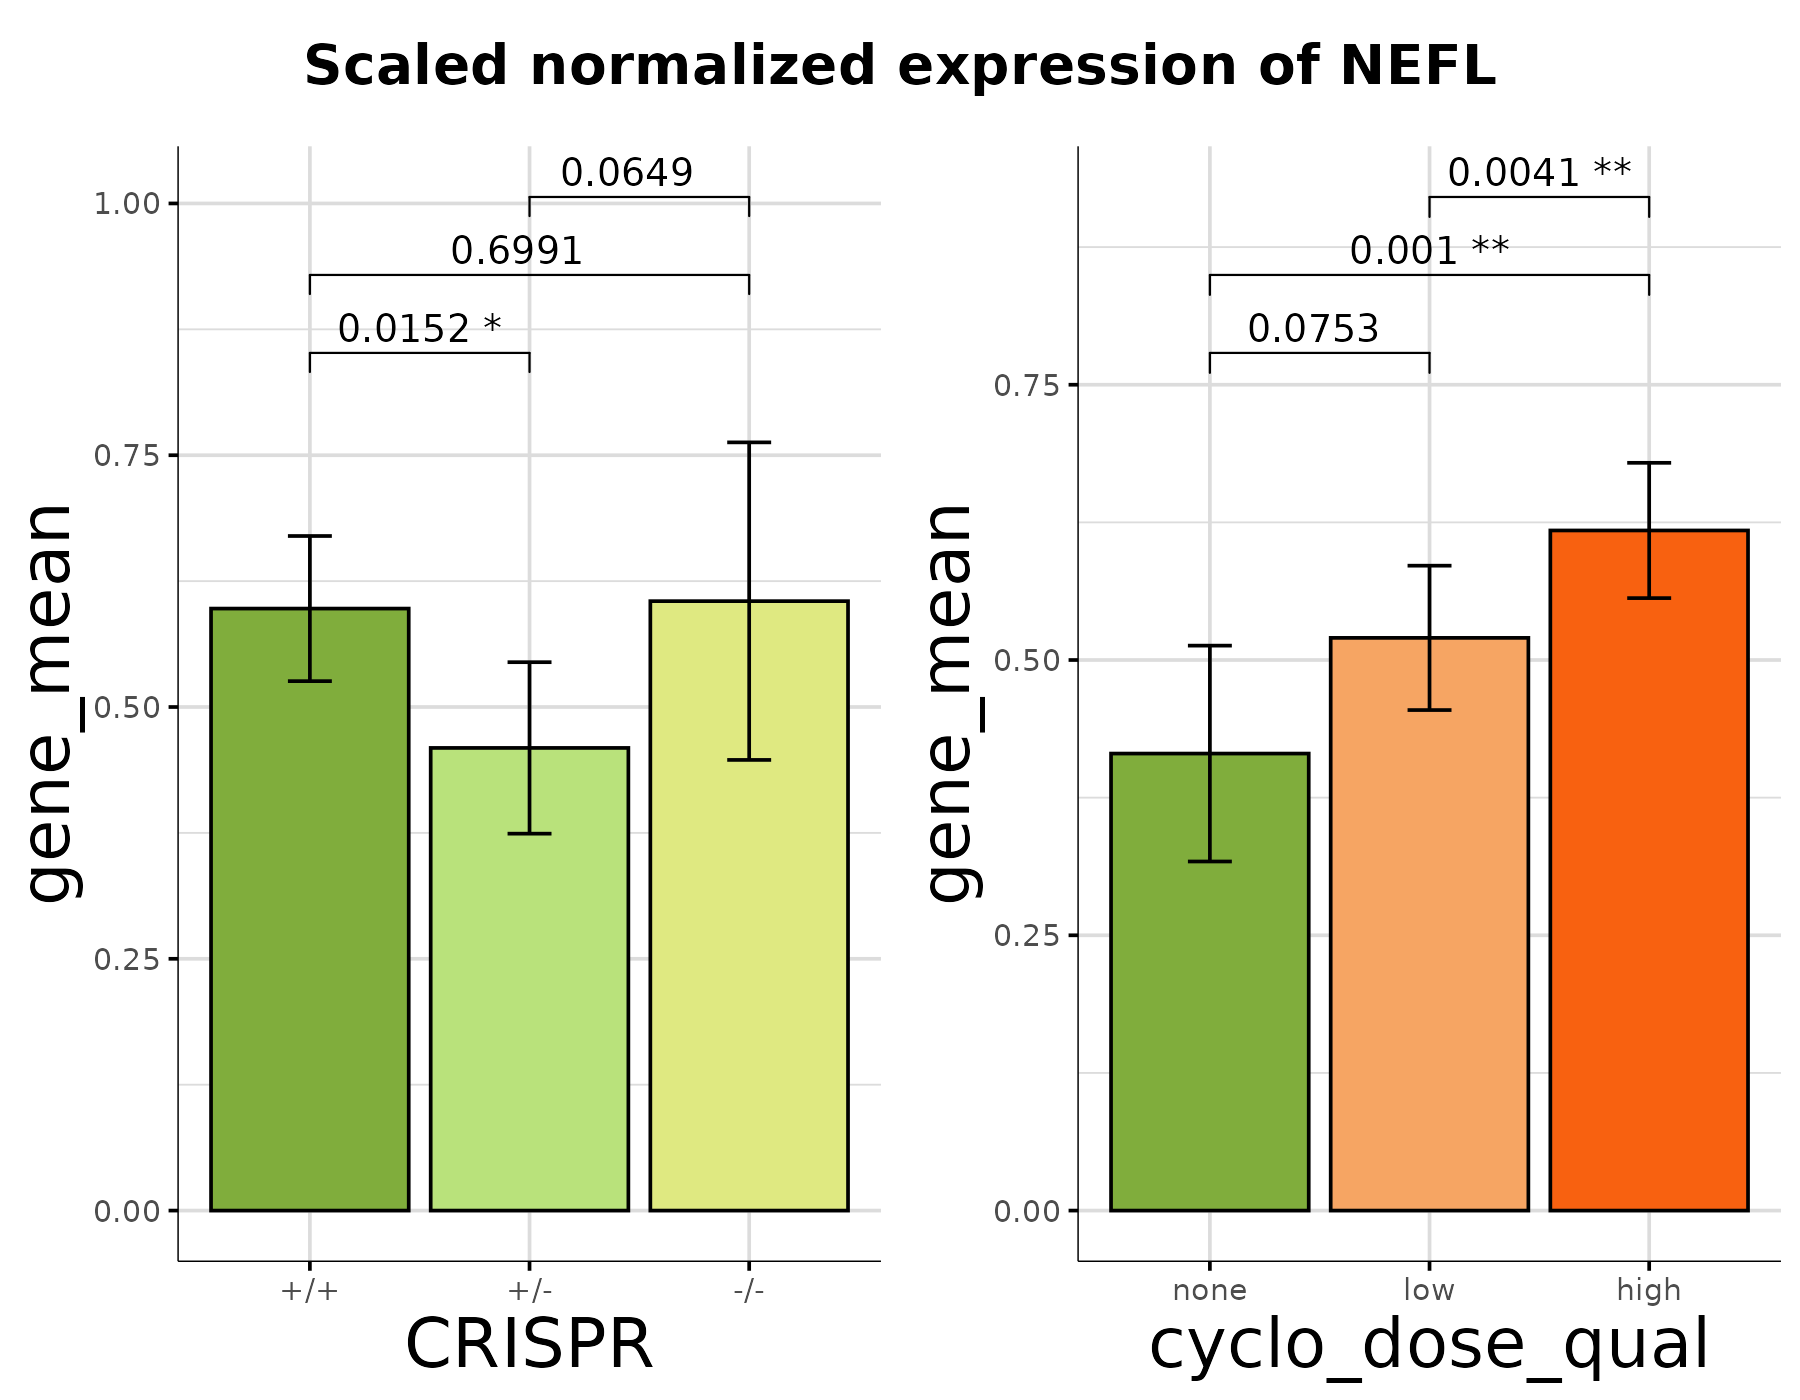 Scaled normalized expression of NEFL
gene_mean
1.00
0.75
0.50
0.25
0.00
0.0649
0.6991
0.0152 *
+/+
+/-
-/-
CRISPR
gene_mean
0.75
0.50
0.25
0.00
0.0041 **
0.001 **
0.0753
none
low
high
cyclo_dose_qual